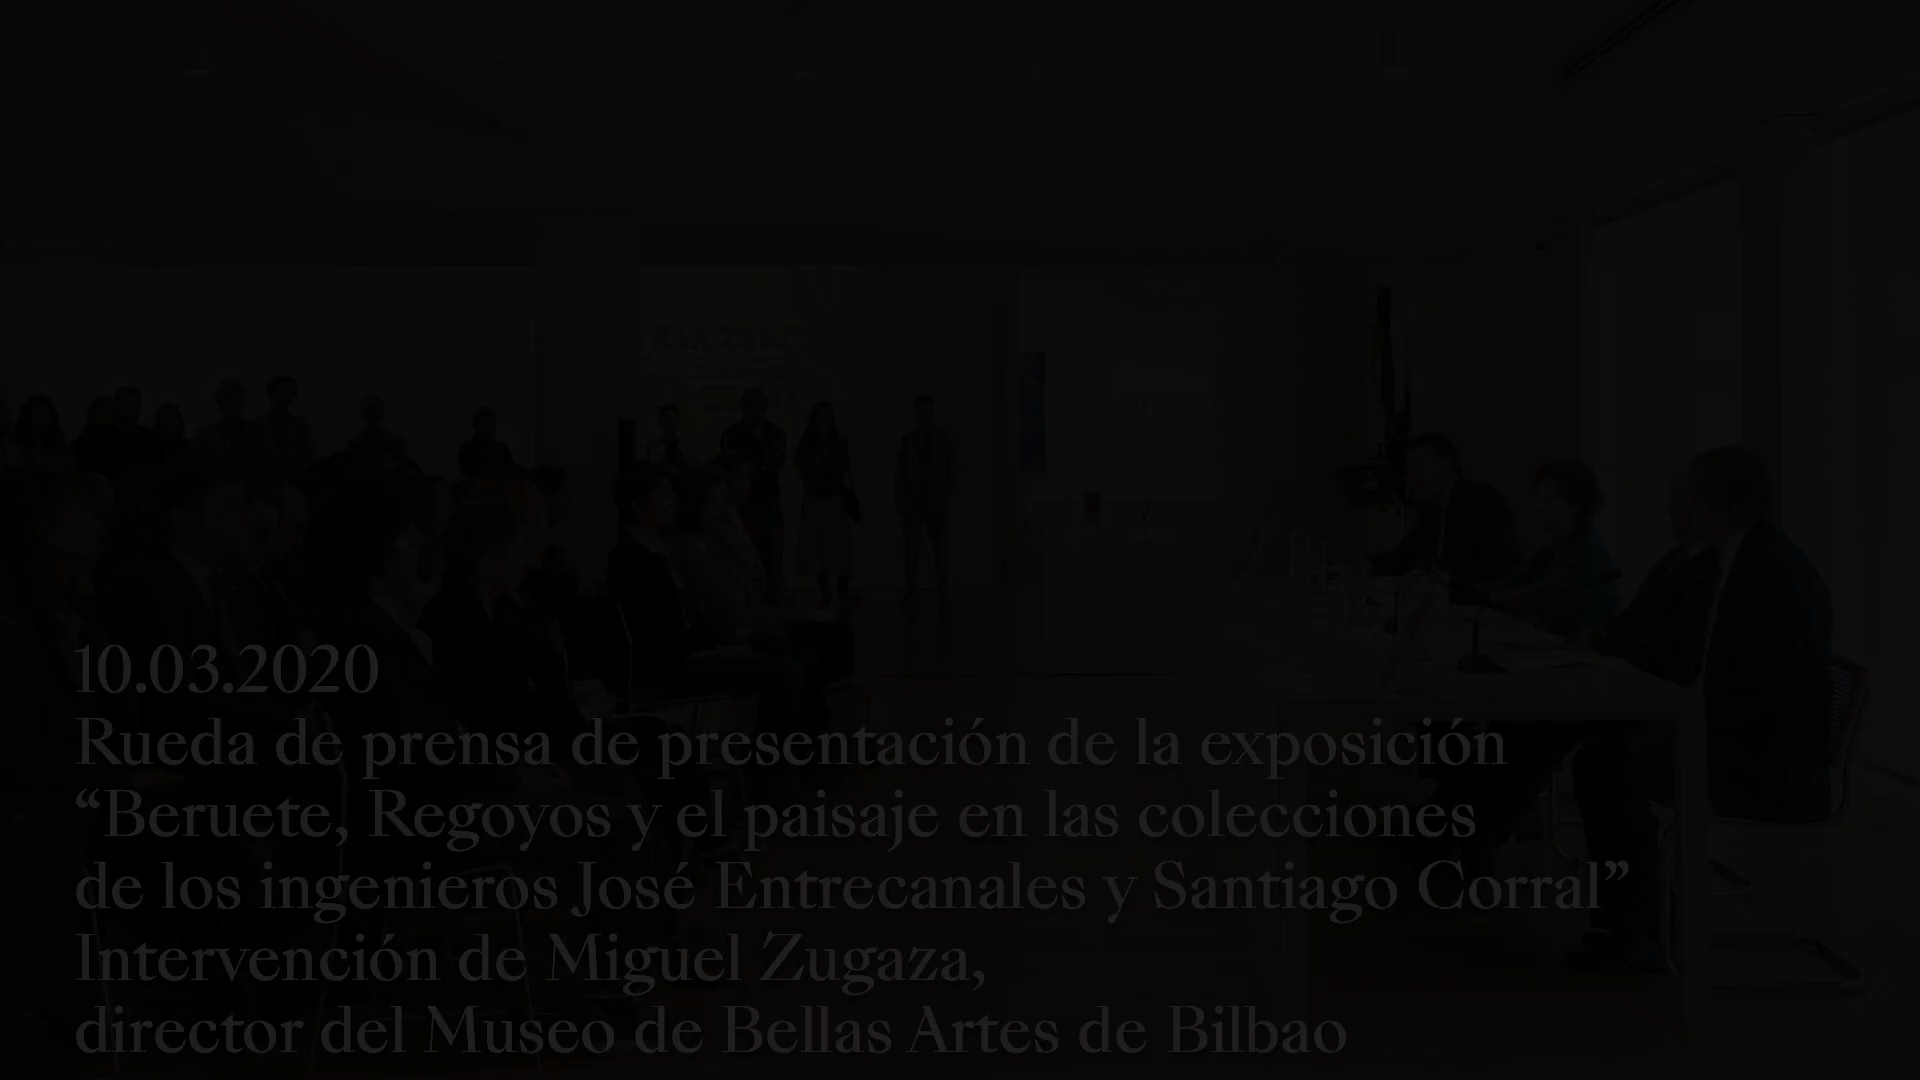 10.03.2020
Rueda de prensa de presentación de la exposición
“Beruete, Regoyos y el paisaje en las colecciones
de los ingenieros José Entrecanales y Santiago Corral”
Intervención de Miguel Zugaza,
director del Museo de Bellas Artes de Bilbao